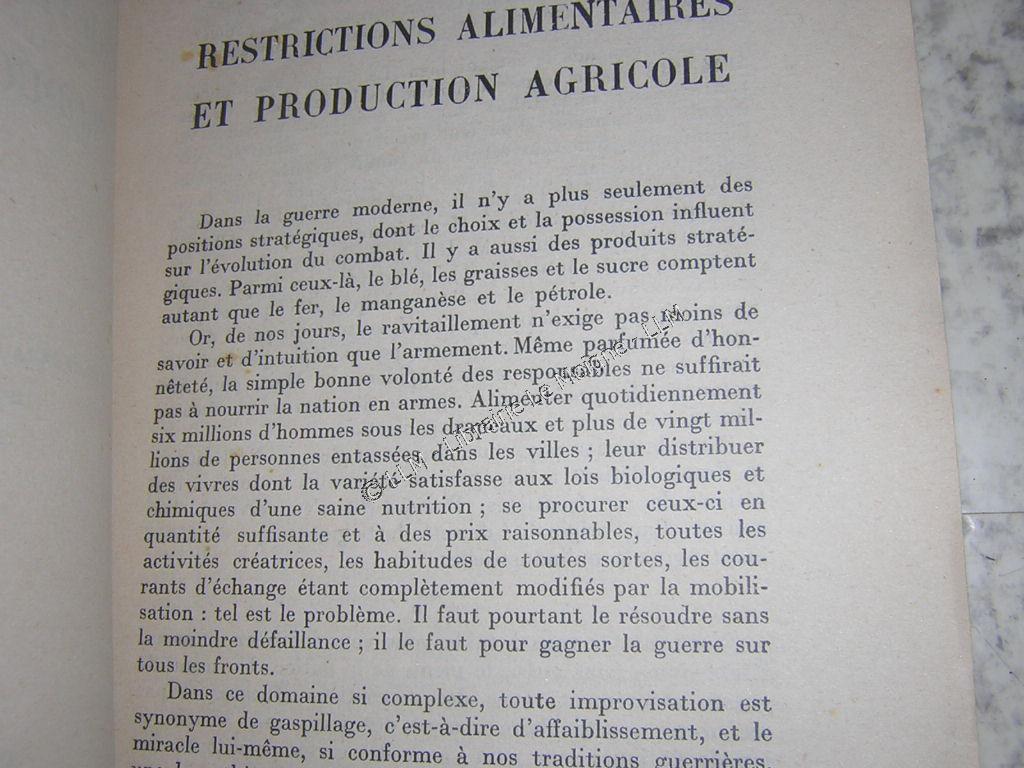 RESTRICTIONS ALIMENTAIRES
ET PRODUCTION AGRICOLE
Dans la guerre moderne, il n'y a plus seulement des
positions stratégiques, dont le choix et la possession influent
sur l'évolution du combat. Il y a aussi des produits straté-
giques. Parmi ceux-là, le blé, les graisses et le sucre comptent
autant que le fer, le manganèse et le pétrole.
Or, de nos jours, le ravitaillement n'exige pas moins de
savoir et d'intuition que l'armement. Même parfumée d'hon-
nêteté, la simple bonne volonté des responsables ne suffirait
pas à nourrir la nation en armes. Alimenter quotidiennement
six millions d'hommes sous les drapeaux et plus de vingt mil-
lions de personnes entassées dans les villes ; leur distribuer
des vivres dont la variété satisfasse aux lois biologiques et
chimiques d'une saine nutrition ; se procurer ceux-ci en
quantité suffisante et à des prix raisonnables, toutes les
activités créatrices, les habitudes de toutes sortes, les cou-
rants d'échange étant complètement modifiés par la mobili-
sation : tel est le problème. Il faut pourtant le résoudre sans
la moindre défaillance ; il le faut pour gagner la guerre sur
tous les fronts.
Dans ce domaine si complexe, toute improvisation est
synonyme de gaspillage, c'est-à-dire d'affaiblissement, et le
miracle lui-même, si conforme à nos traditions guerrières,
© LLM - Librairie Le Moigne - LLM